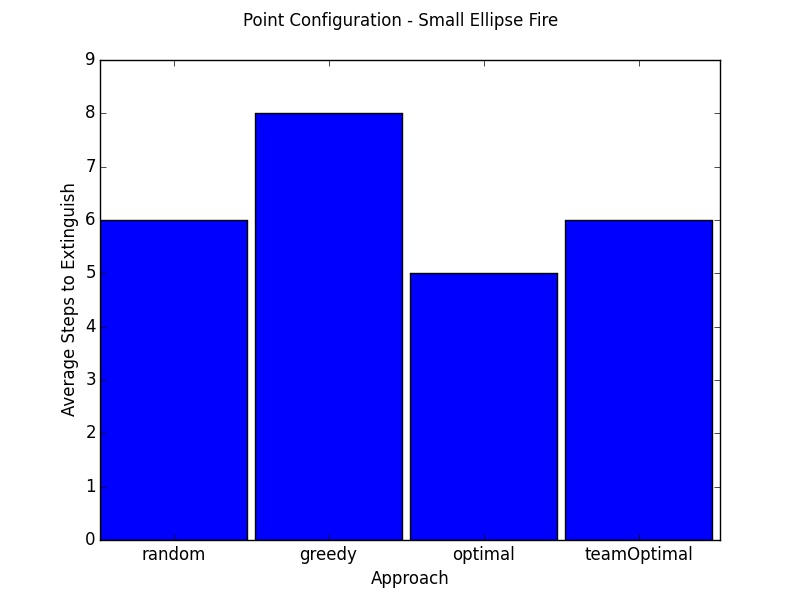 Point Configuration - Small Ellipse Fire
Average Steps to Extinguish
9
8
7
6
5
4
3
2
1
0
random greedy optimal teamOptimal
Approach